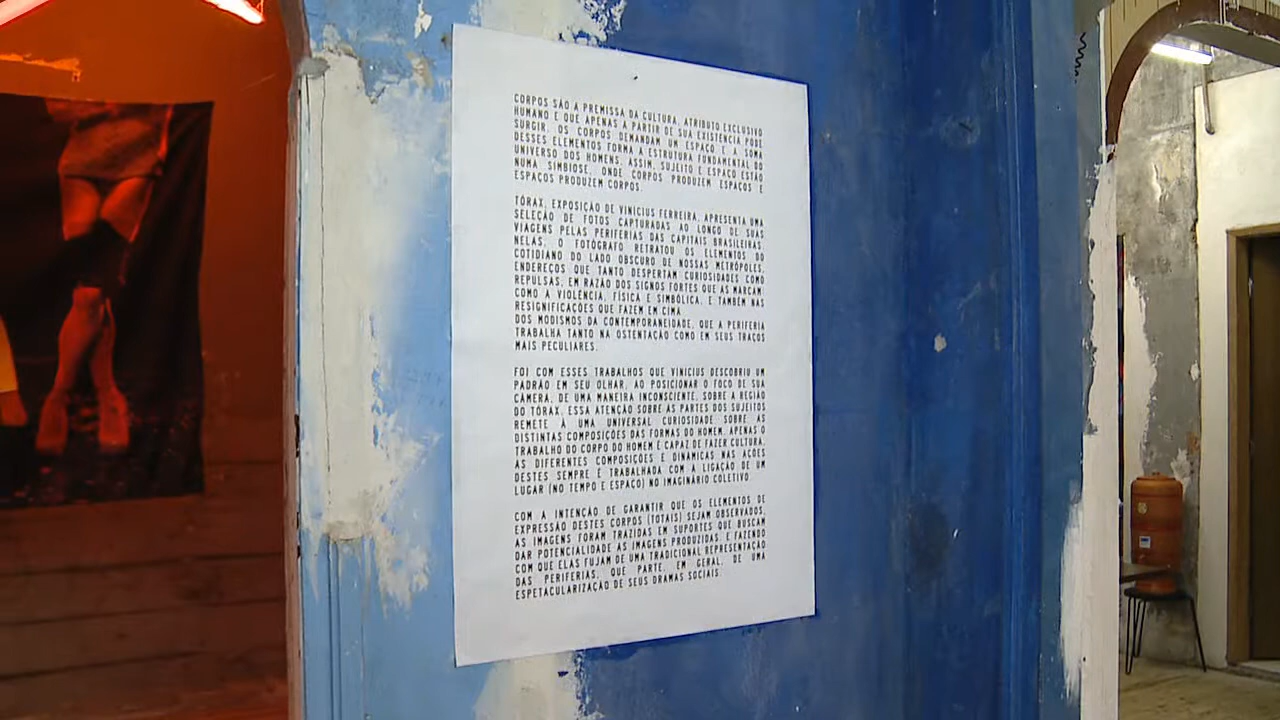 CORPOS SÃO A PREMISSA DA CULTURA, ATRIBUTO EXCLUSIVO
HUMANO E QUE APENAS A PARTIR DE SUA EXISTÊNCIA PODE
SURGIR. OS CORPOS DEMANDAM UM ESPAÇO E A SOMA
DESSES ELEMENTOS FORMA A ESTRUTURA FUNDAMENTAL DO
UNIVERSO DOS HOMENS. ASSIM, SUJEITO E ESPAÇO ESTÃO
NUMA SIMBIOSE, ONDE CORPOS PRODUZEM ESPAÇOS E
ESPAÇOS PRODUZEM CORPOS.
TÓRAX, EXPOSIÇÃO DE VINICIUS FERREIRA, APRESENTA UMA
SELEÇÃO DE FOTOS CAPTURADAS AO LONGO DE SUAS
VIAGENS PELAS PERIFERIAS DAS CAPITAIS BRASILEIRAS.
NELAS, O FOTÓGRAFO RETRATOU OS ELEMENTOS DO
COTIDIANO DO LADO OBSCURO DE NOSSAS METRÓPOLES,
ENDEREÇOS QUE TANTO DESPERTAM CURIOSIDADES COMO
REPULSAS, EM RAZÃO DOS SIGNOS FORTES QUE AS MARCAM
COMO A VIOLÊNCIA, FÍSICA E SIMBÓLICA, E TAMBÉM NAS
RESIGNIFICAÇÕES QUE FAZEM EM CIMA
DOS MODISMOS DA CONTEMPORANEIDADE, QUE A PERIFERIA
TRABALHA TANTO NA OSTENTAÇÃO COMO EM SEUS TRAÇOS
MAIS PECULIARES.
FOI COM ESSES TRABALHOS QUE VINICIUS DESCOBRIU UM
PADRÃO EM SEU OLHAR, AO POSICIONAR O FOCO DE SUA
CÂMERA, DE UMA MANEIRA INCONSCIENTE, SOBRE A REGIÃO
DO TÓRAX, ESSA ATENÇÃO SOBRE AS PARTES DOS SUJEITOS
REMETE À UMA UNIVERSAL CURIOSIDADE SOBRE AS
DISTINTAS COMPOSIÇÕES DAS FORMAS DO HOMEM. APENAS O
TRABALHO DO CORPO DO HOMEM É CAPAZ DE FAZER CULTURA,
AS DIFERENTES COMPOSIÇÕES E DINÂMICAS NAS AÇÕES
DESTES SEMPRE É TRABALHADA COM A LIGAÇÃO DE UM
LUGAR (NO TEMPO E ESPAÇO) NO IMAGINÁRIO COLETIVO.
COM A INTENÇÃO DE GARANTIR QUE OS ELEMENTOS DE
EXPRESSÃO DESTES CORPOS (TOTAIS) SEJAM OBSERVADOS,
AS IMAGENS FORAM TRAZIDAS EM SUPORTES QUE BUSCAM
DAR POTENCIALIDADE AS IMAGENS PRODUZIDAS E FAZENDO
COM QUE ELAS FUJAM DE UMA TRADICIONAL REPRESENTAÇÃO
DAS PERIFERIAS, QUE PARTE, EM GERAL, DE UMA
ESPETACULARIZAÇÃO DE SEUS DRAMAS SOCIAIS.